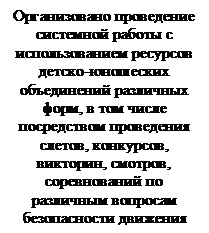 Организовано проведение
системной работы с
использованием ресурсов
детско-юношеских
объединений различных
форм, в том числе
посредством проведения
слетов, конкурсов,
викторин, смотров,
соревнований по
различным вопросам
безопасности движения